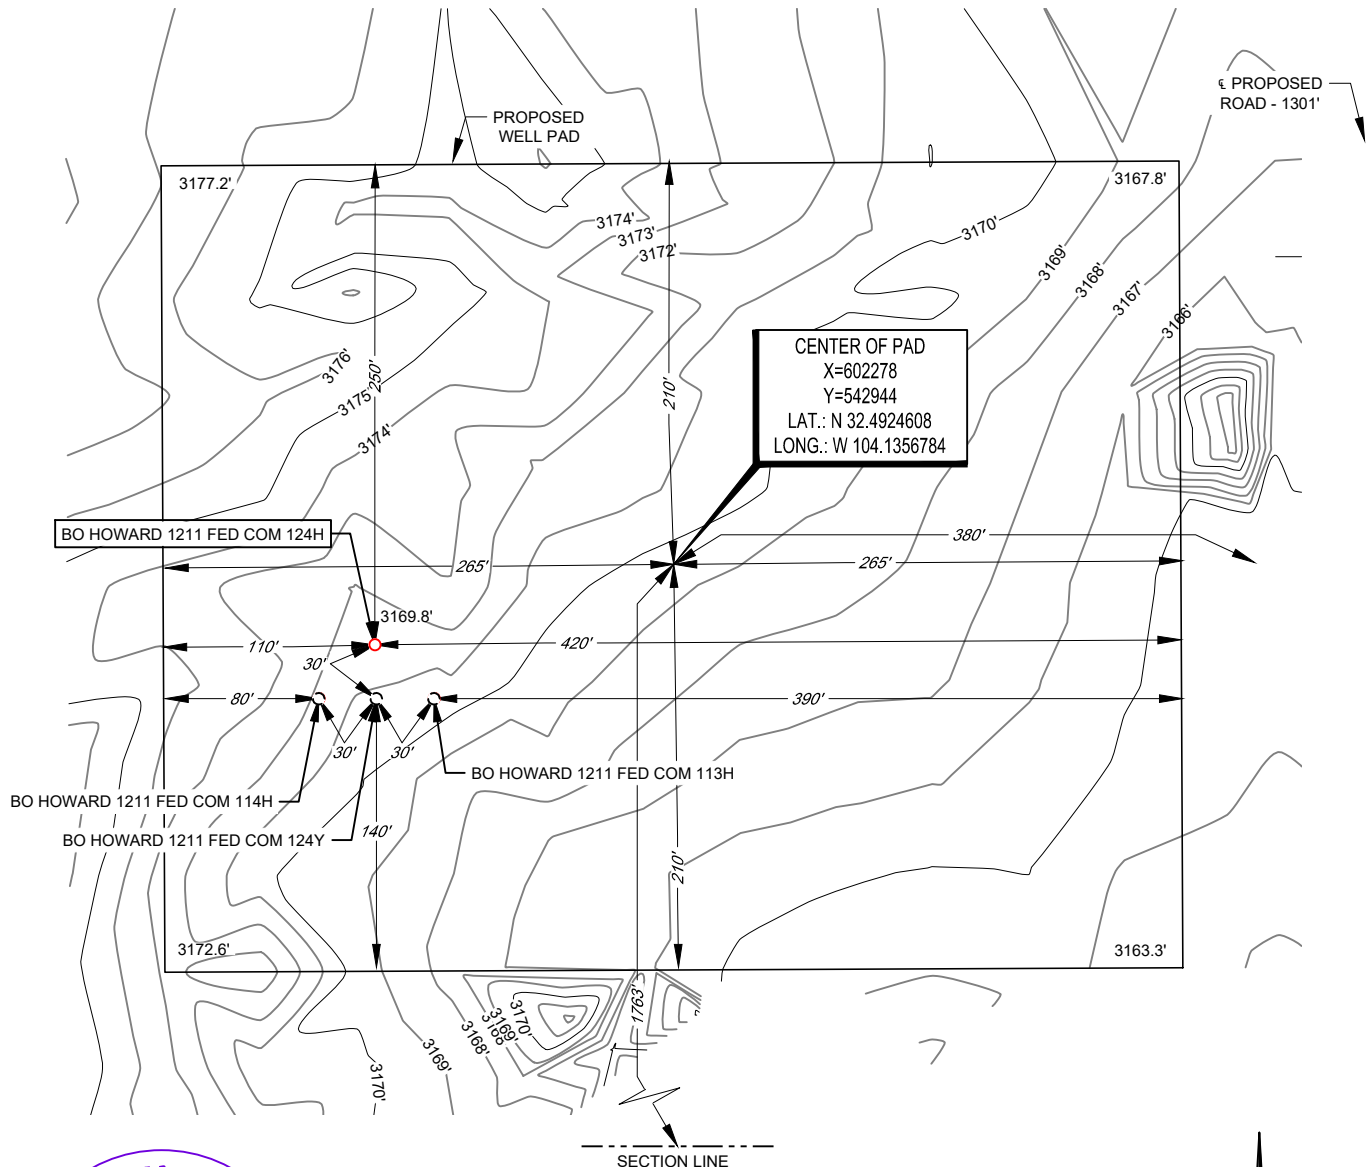 ℄ PROPOSED
ROAD - 1301'
PROPOSED
WELL PAD
3177.2'
3167.8'
3174'
3173'
3172'
3170'
3169'
3168'
3167'
3166'
CENTER OF PAD
X=602278
Y=542944
LAT.: N 32.4924608
LONG.: W 104.1356784
210'
250'
3176'
3175'
3174'
BO HOWARD 1211 FED COM 124H
380'
265'
265'
3169.8'
110'
420'
30'
80'
390'
30'
30'
BO HOWARD 1211 FED COM 113H
BO HOWARD 1211 FED COM 114H
BO HOWARD 1211 FED COM 124Y
140'
210'
3172.6'
3163.3'
1763'
3170'
3169'
3168'
3168'
3169'
3170'
SECTION LINE